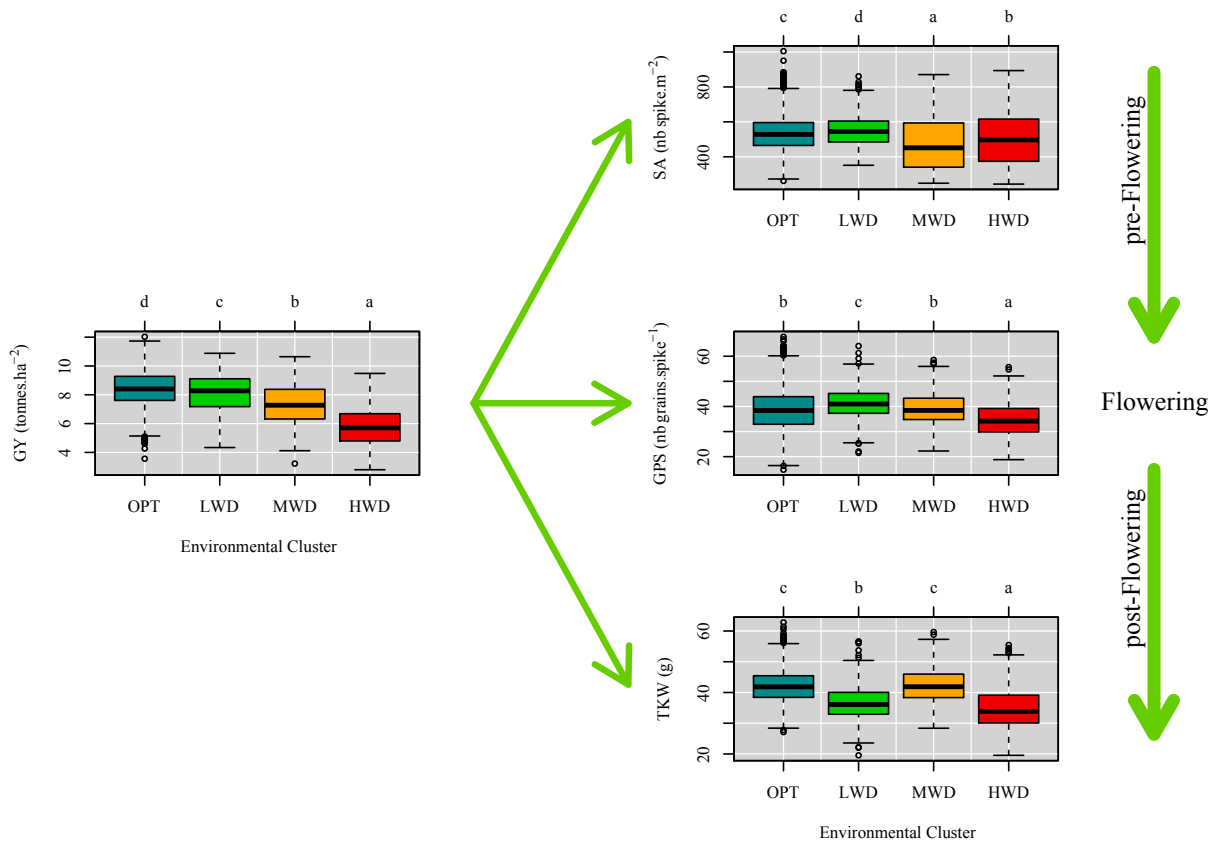 d c b a
GY (tonnes.ha⁻²)
10
8
6
4
OPT LWD MWD HWD
Environmental Cluster
c d a b
SA (nb spike.m⁻²)
800
400
OPT LWD MWD HWD
b c b a
GPS (nb grains.spike⁻¹)
60
40
20
OPT LWD MWD HWD
c b c a
TKW (g)
60
40
20
OPT LWD MWD HWD
Environmental Cluster
pre-Flowering
Flowering
post-Flowering